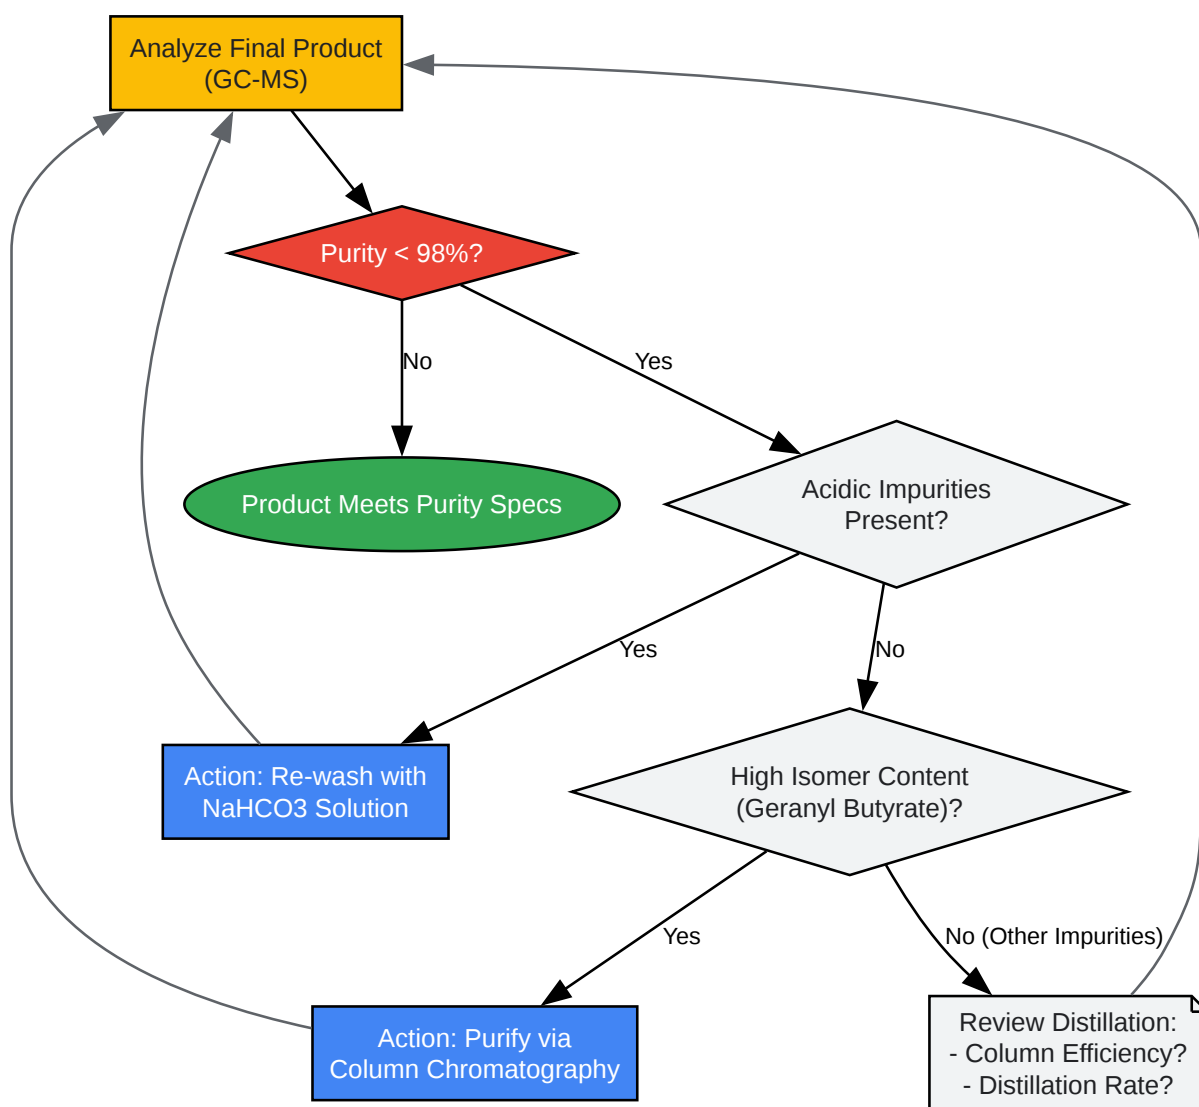 Analyze Final Product
(GC-MS)
Purity < 98%?
No
Yes
Product Meets Purity Specs
Acidic Impurities
Present?
Yes
No
Action: Re-wash with
NaHCO3 Solution
High Isomer Content
(Geranyl Butyrate)?
Yes
No (Other Impurities)
Action: Purify via
Column Chromatography
Review Distillation:
- Column Efficiency?
- Distillation Rate?